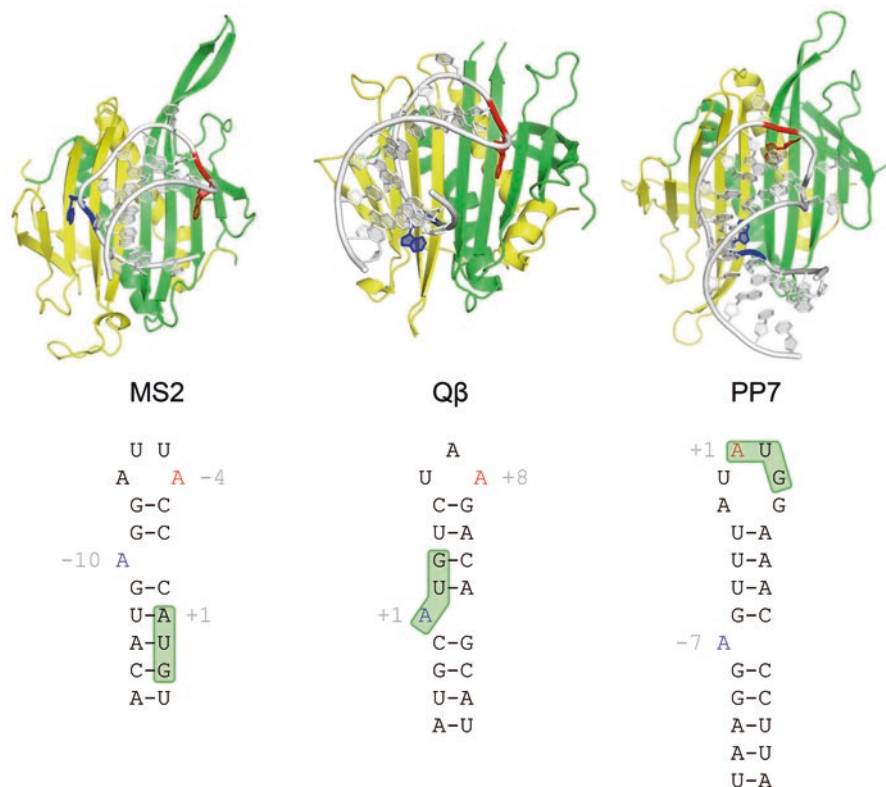 MS2
U U
A A -4
G-C
G-C
-10 A
G-C
U-A +1
A-U
C-G
A-U
Qβ
A
U A +8
C-G
U-A
G-C
U-A
+1 A
C-G
G-C
U-A
A-U
PP7
+1 A U
U G
A G
U-A
U-A
U-A
G-C
-7 A
G-C
G-C
A-U
A-U
U-A